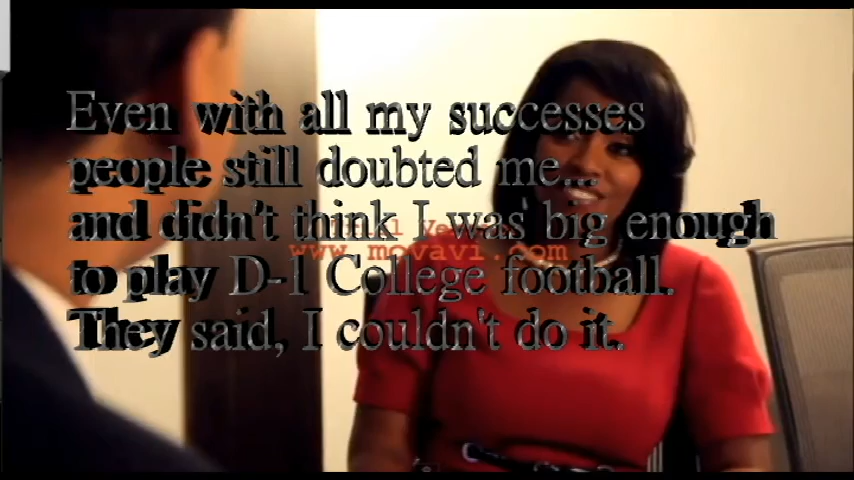 Even with all my successes
people still doubted me...
and didn't think I was big enough
www.movavi.com
to play D-1 College football.
They said, I couldn't do it.